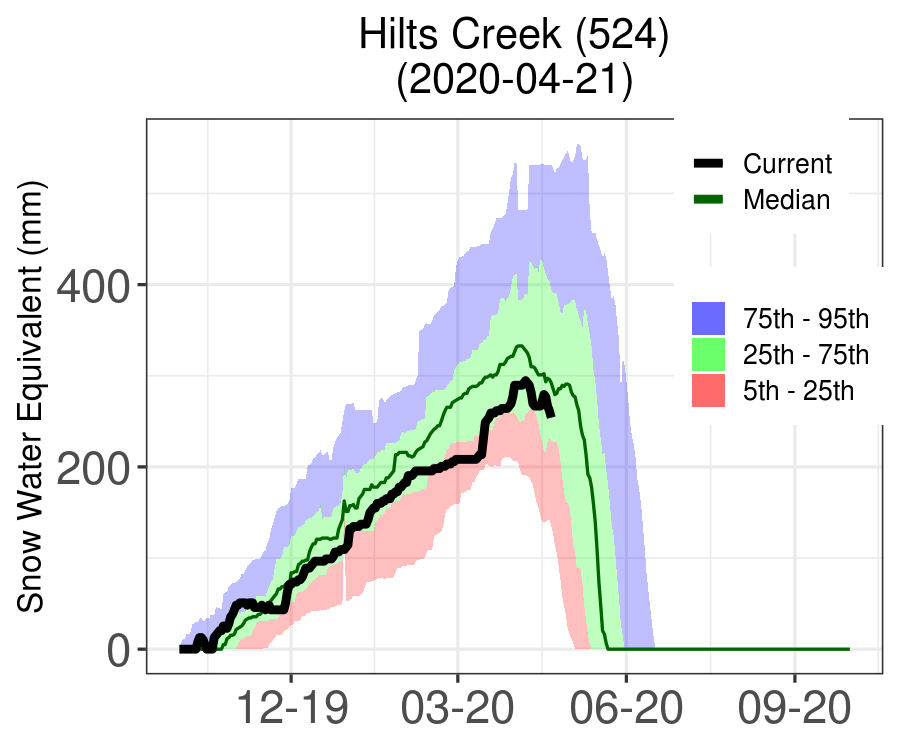 Hilts Creek (524)
(2020-04-21)
Current
Median
75th - 95th
25th - 75th
5th - 25th
Snow Water Equivalent (mm)
400
200
0
12-19
03-20
06-20
09-20